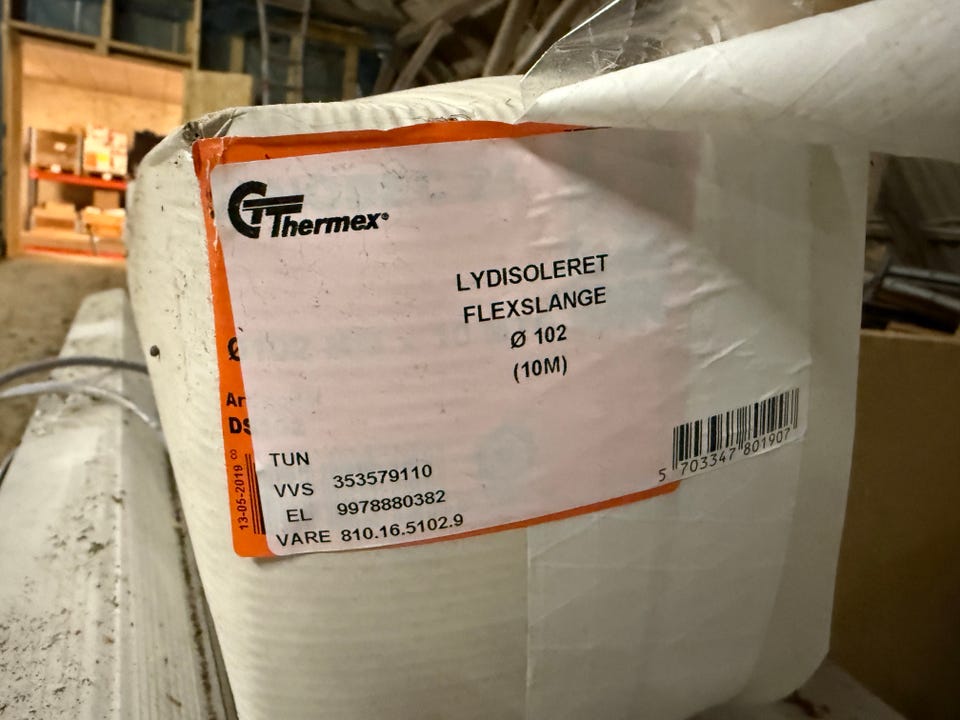 Thermex®
LYDISOLERET
FLEXSLANGE
Ø 102
(10M)
TUN
VVS 353579110
EL 9978880382
VARE 810.16.5102.9
5 703347 801907
Ø
13-05-2019